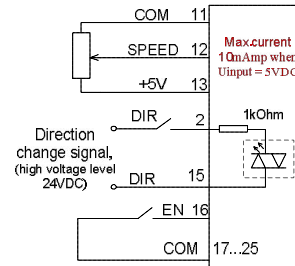 COM 11
SPEED 12
+5V 13
Max.current
10mAmp when
Uinput = 5VDC
DIR 2
1kOhm
Direction
change signal,
(high voltage level
24VDC)
DIR 15
EN 16
COM 17...25